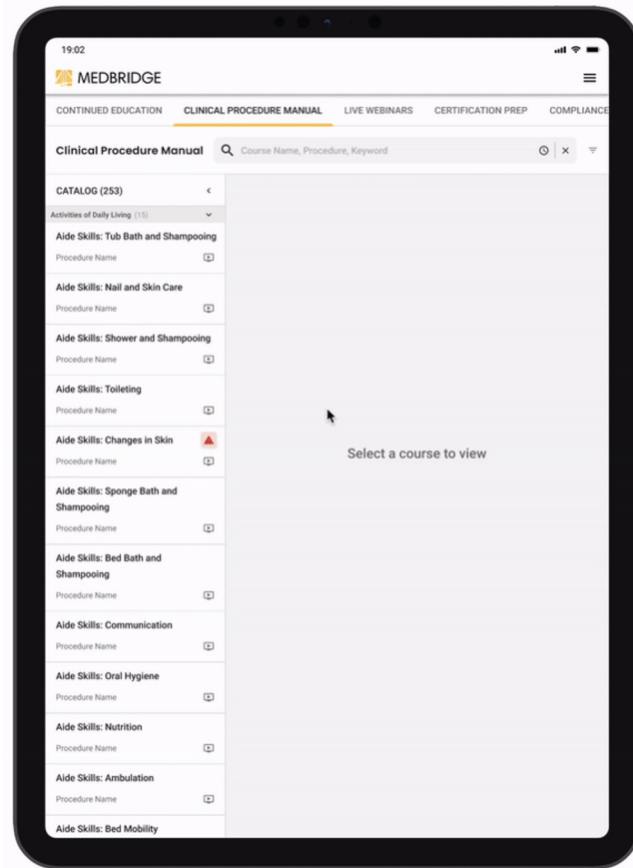 19:02
MEDBRIDGE
CONTINUED EDUCATION CLINICAL PROCEDURE MANUAL LIVE WEBINARS CERTIFICATION PREP COMPLIANCE
Clinical Procedure Manual Course Name, Procedure, Keyword
CATALOG (253)
Activities of Daily Living (15)
Aide Skills: Tub Bath and Shampooing
Procedure Name
Aide Skills: Nail and Skin Care
Procedure Name
Aide Skills: Shower and Shampooing
Procedure Name
Aide Skills: Toileting
Procedure Name
Aide Skills: Changes in Skin
Procedure Name
Aide Skills: Sponge Bath and
Shampooing
Procedure Name
Aide Skills: Bed Bath and
Shampooing
Procedure Name
Aide Skills: Communication
Procedure Name
Aide Skills: Oral Hygiene
Procedure Name
Aide Skills: Nutrition
Procedure Name
Aide Skills: Ambulation
Procedure Name
Aide Skills: Bed Mobility
Select a course to view